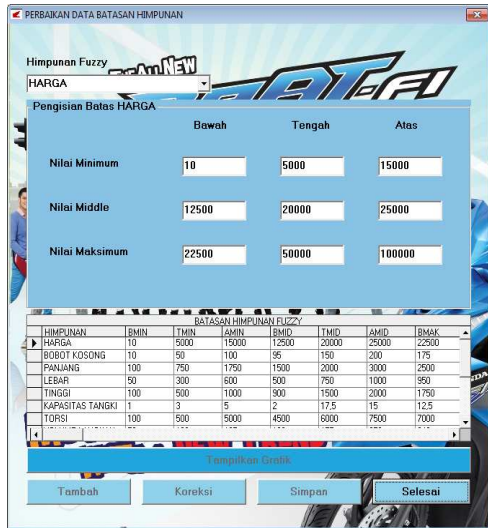 PERBAIKAN DATA BATASAN HIMPUNAN
Himpunan Fuzzy
THE ALL NEW
HARGA
Pengisian Batas HARGA
Bawah Tengah Atas
Nilai Minimum 10 5000 15000
Nilai Middle 12500 20000 25000
Nilai Maksimum 22500 50000 100000
BATASAN HIMPUNAN FUZZY
HIMPUNAN BMIN TMIN AMIN BMID TMID AMID BMAK
HARGA 10 5000 15000 12500 20000 25000 22500
BOBOT KOSONG 10 50 100 95 150 200 175
PANJANG 100 750 1750 1500 2000 3000 2500
LEBAR 50 300 600 500 750 1000 950
TINGGI 100 500 1000 900 1500 2000 1750
KAPASITAS TANGKI 1 3 5 2 17,5 15 12,5
TORSI 100 500 5000 4500 6000 7500 7000
Tampilkan Grafik
Tambah Koreksi Simpan Selesai